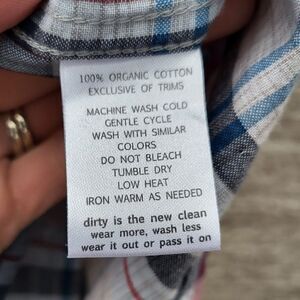 100% ORGANIC COTTON
EXCLUSIVE OF TRIMS
MACHINE WASH COLD
GENTLE CYCLE
WASH WITH SIMILAR
COLORS
DO NOT BLEACH
TUMBLE DRY
LOW HEAT
IRON WARM AS NEEDED
dirty is the new clean
wear more, wash less
wear it out or pass it on